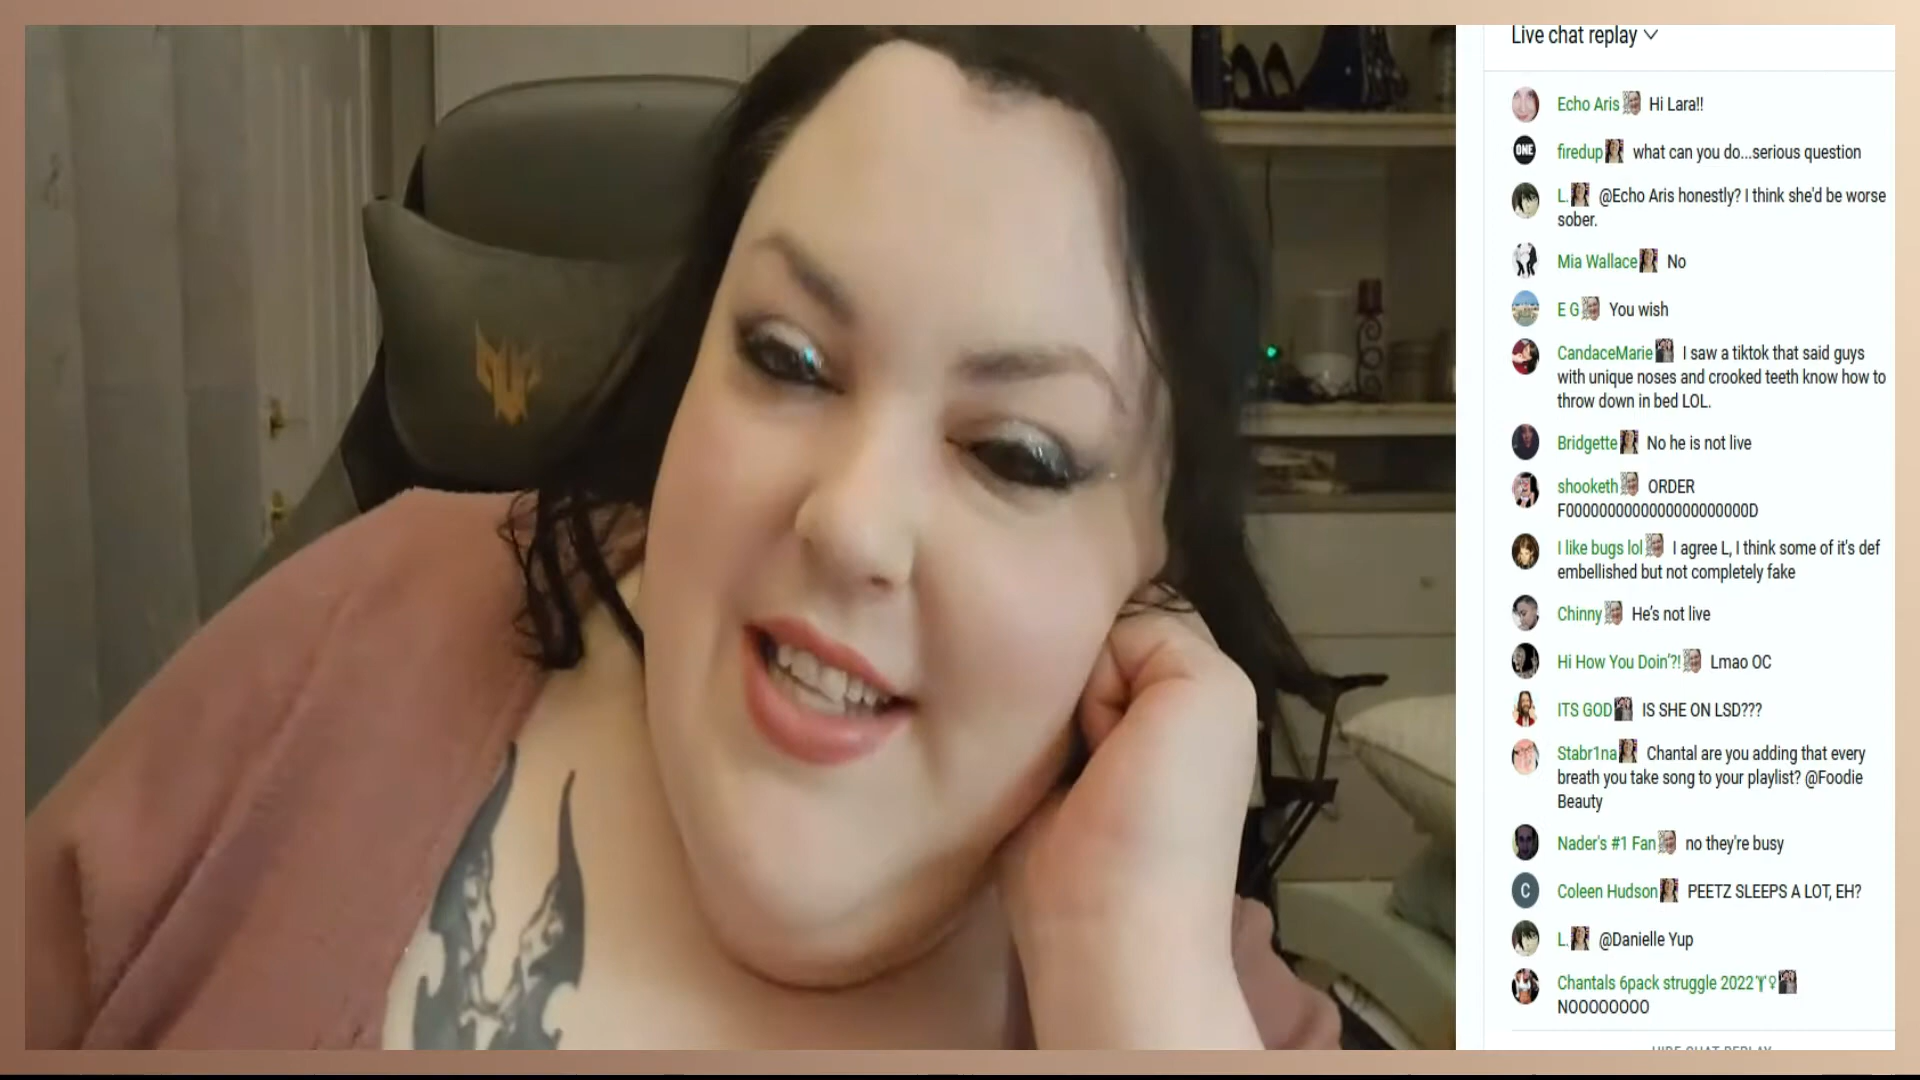 Live chat replay
Echo Aris Hi Lara!!
ONE
firedup what can you do...serious question
L. @Echo Aris honestly? I think she'd be worse
sober.
Mia Wallace No
E G You wish
CandaceMarie I saw a tiktok that said guys
with unique noses and crooked teeth know how to
throw down in bed LOL.
Bridgette No he is not live
shooketh ORDER
FOOOOOOOOOOOOOOOOOOOOOOD
I like bugs lol I agree L, I think some of it's def
embellished but not completely fake
Chinny He's not live
Hi How You Doin'?! Lmao OC
ITS GOD IS SHE ON LSD???
Stabr1na Chantal are you adding that every
breath you take song to your playlist? @Foodie
Beauty
Nader's #1 Fan no they're busy
C
Coleen Hudson PEETZ SLEEPS A LOT, EH?
L. @Danielle Yup
Chantals 6pack struggle 2022
NOOOOOOOO
HIDE CHAT REPLAY